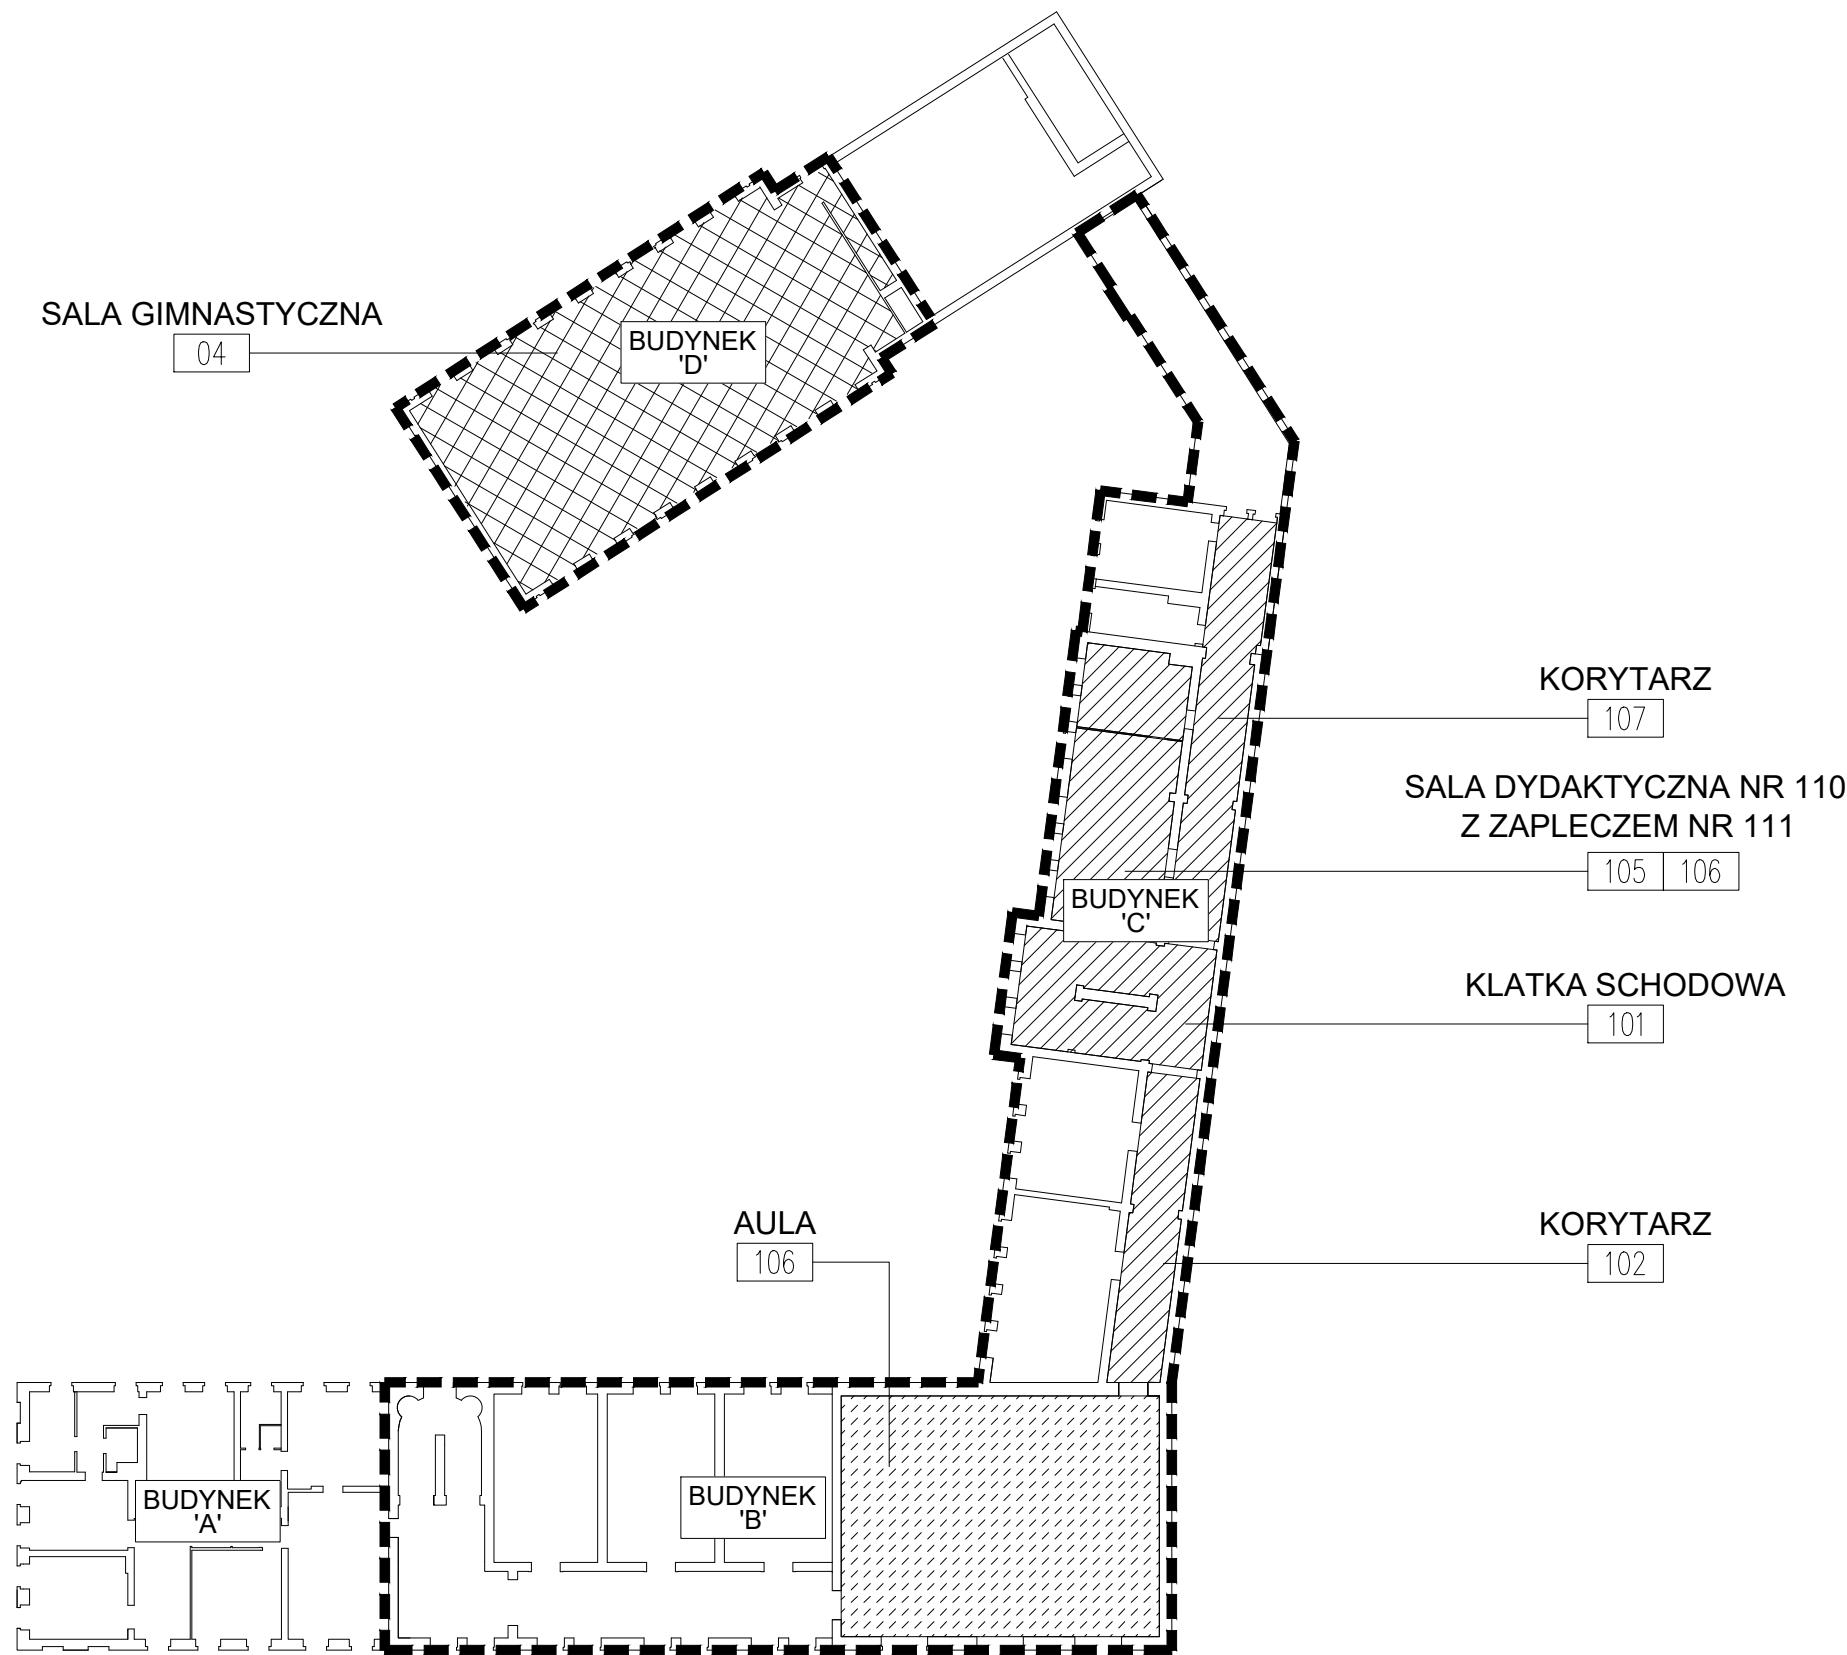 SALA GIMNASTYCZNA
04
BUDYNEK
'D'
KORYTARZ
107
SALA DYDAKTYCZNA NR 110
Z ZAPLECZEM NR 111
105 106
BUDYNEK
'C'
KLATKA SCHODOWA
101
AULA
106
KORYTARZ
102
BUDYNEK
'A'
BUDYNEK
'B'